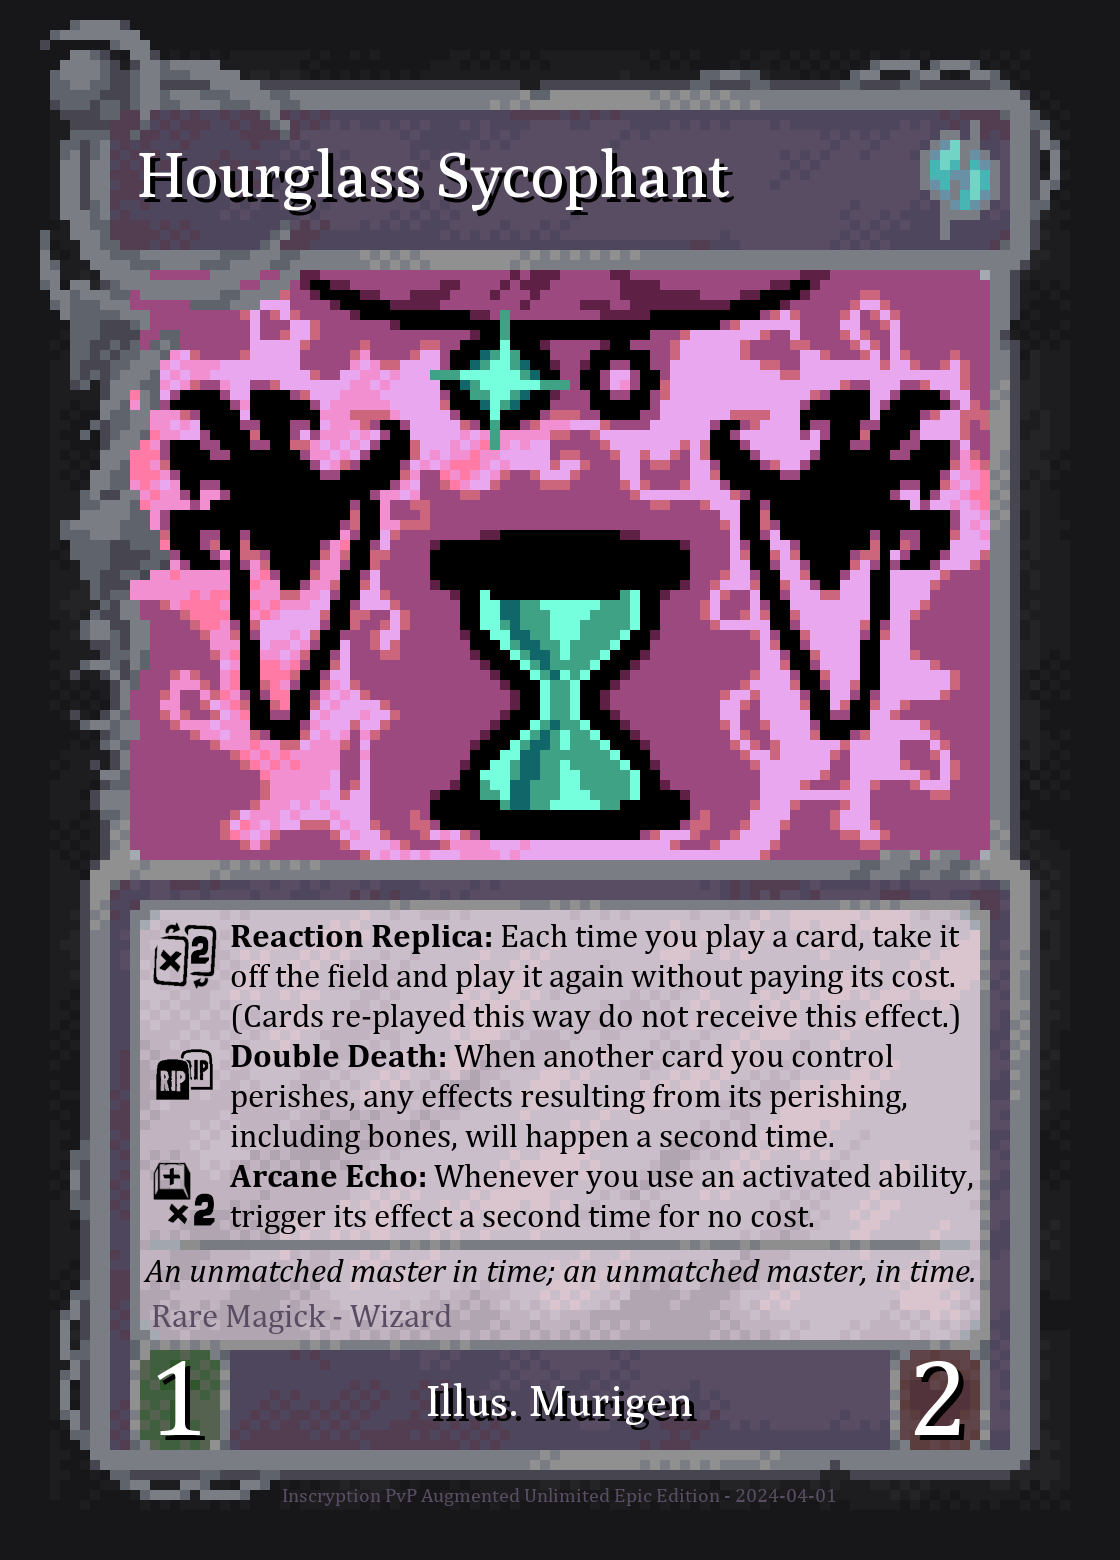 Hourglass Sycophant
Reaction Replica: Each time you play a card, take it
off the field and play it again without paying its cost.
(Cards re-played this way do not receive this effect.)
Double Death: When another card you control
perishes, any effects resulting from its perishing,
including bones, will happen a second time.
Arcane Echo: Whenever you use an activated ability,
trigger its effect a second time for no cost.
An unmatched master in time; an unmatched master, in time.
Rare Magick - Wizard
1
Illus. Murigen
2
Inscryption PvP Augmented Unlimited Epic Edition - 2024-04-01
x2
RIP
RIP
x2